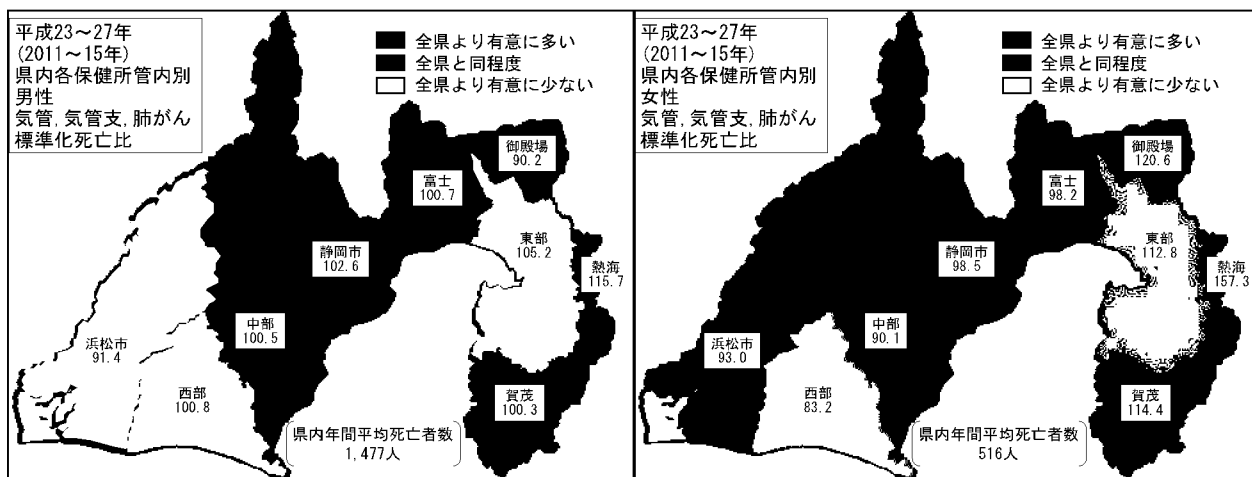 平成23～27年
(2011～15年)
県内各保健所管内別
男性
気管, 気管支, 肺がん
標準化死亡比
全県より有意に多い
全県と同程度
全県より有意に少ない
御殿場
90.2
富士
100.7
東部
105.2
静岡市
102.6
熱海
115.7
中部
100.5
浜松市
91.4
西部
100.8
賀茂
100.3
県内年間平均死亡者数
1,477人
平成23～27年
(2011～15年)
県内各保健所管内別
女性
気管, 気管支, 肺がん
標準化死亡比
全県より有意に多い
全県と同程度
全県より有意に少ない
御殿場
120.6
富士
98.2
東部
112.8
静岡市
98.5
熱海
157.3
中部
90.1
浜松市
93.0
西部
83.2
賀茂
114.4
県内年間平均死亡者数
516人